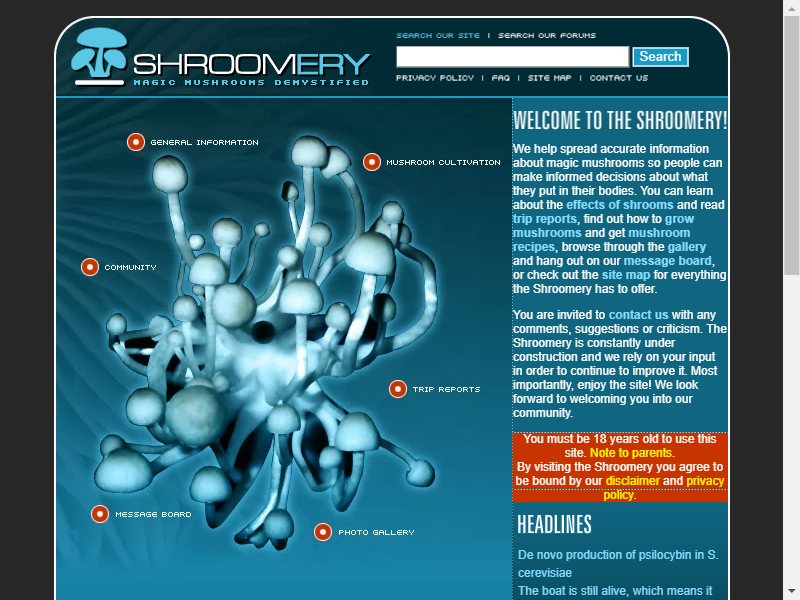 SEARCH OUR SITE | SEARCH OUR FORUMS
SHROOMERY
MAGIC MUSHROOMS DEMYSTIFIED
Search
PRIVACY POLICY | FAQ | SITE MAP | CONTACT US
GENERAL INFORMATION
MUSHROOM CULTIVATION
COMMUNITY
TRIP REPORTS
MESSAGE BOARD
PHOTO GALLERY
WELCOME TO THE SHROOMERY!
We help spread accurate information
about magic mushrooms so people can
make informed decisions about what
they put in their bodies. You can learn
about the effects of shrooms and read
trip reports, find out how to grow
mushrooms and get mushroom
recipes, browse through the gallery
and hang out on our message board,
or check out the site map for everything
the Shroomery has to offer.
You are invited to contact us with any
comments, suggestions or criticism. The
Shroomery is constantly under
construction and we rely on your input
in order to continue to improve it. Most
importantly, enjoy the site! We look
forward to welcoming you into our
community.
You must be 18 years old to use this
site. Note to parents.
By visiting the Shroomery you agree to
be bound by our disclaimer and privacy
policy.
HEADLINES
De novo production of psilocybin in S.
cerevisiae
The boat is still alive, which means it